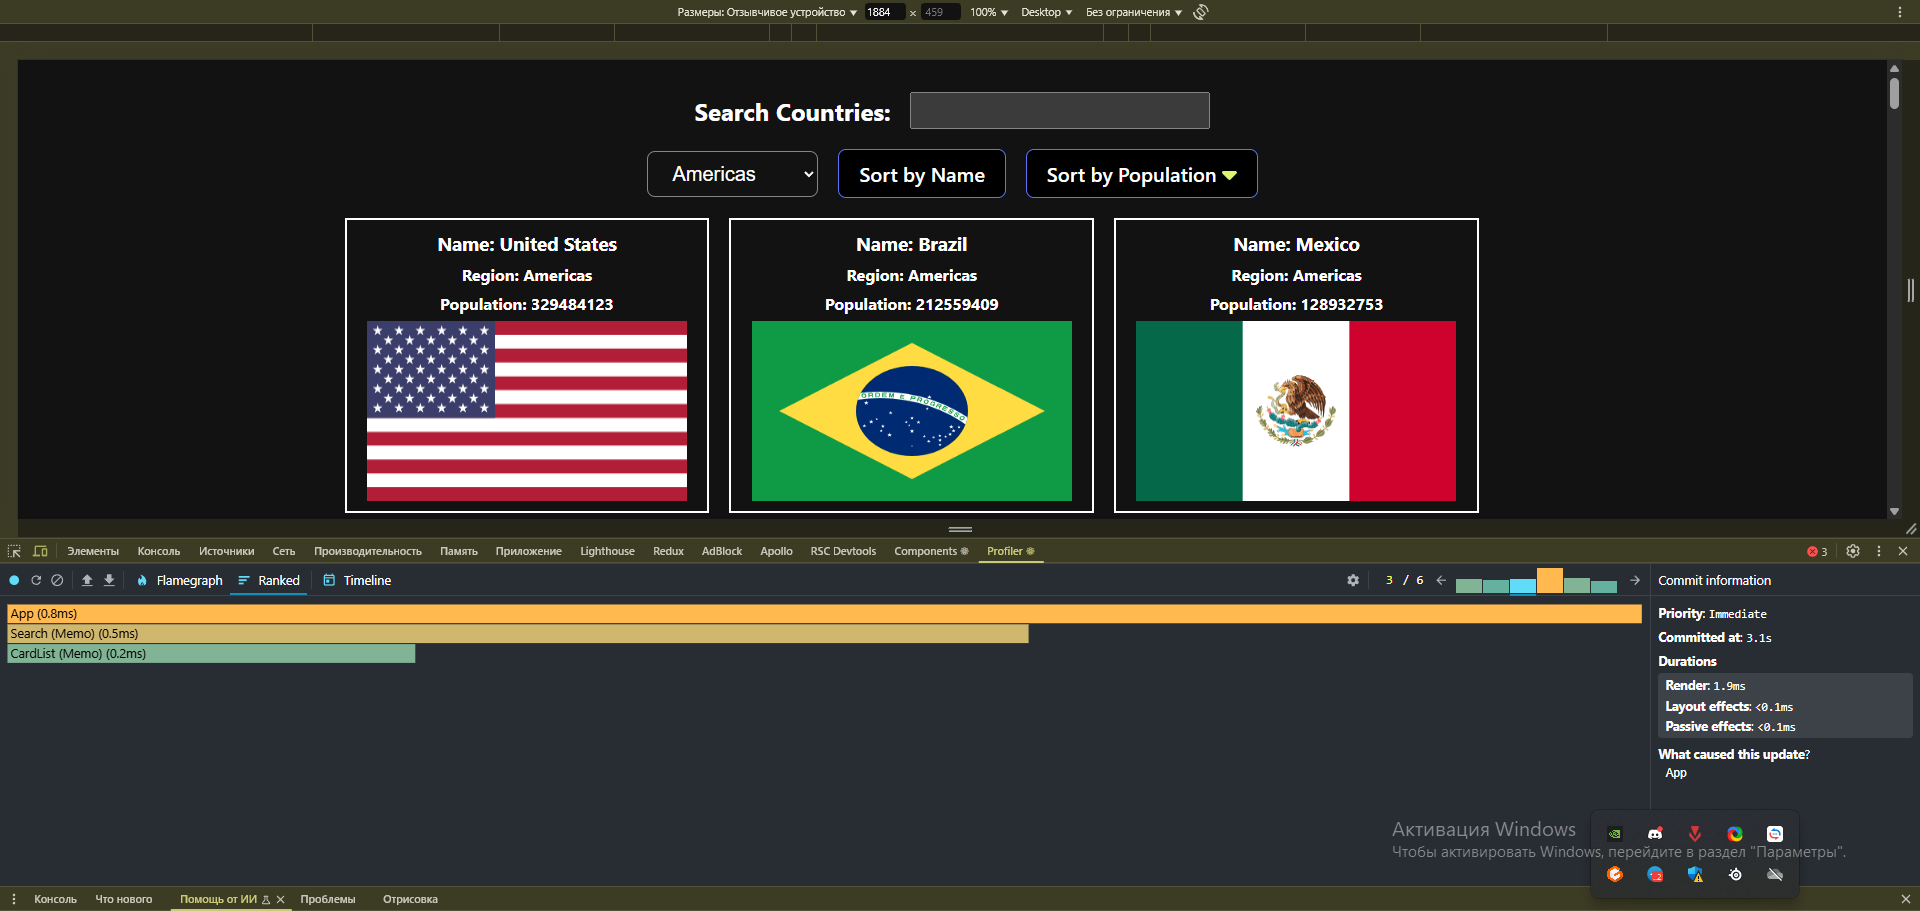 Размеры: Отзывчивое устройство 1884 × 459 100% Desktop Без ограничения
Search Countries:
Americas Sort by Name Sort by Population
Name: United States
Region: Americas
Population: 329484123
Name: Brazil
Region: Americas
Population: 212559409
ORDEM E PROGRESSO
Name: Mexico
Region: Americas
Population: 128932753
Элементы Консоль Источники Сеть Производительность Память Приложение Lighthouse Redux AdBlock Apollo RSC Devtools Components Profiler 3
Flamegraph Ranked Timeline 3 / 6 Commit information
App (0.8ms)
Search (Memo) (0.5ms)
CardList (Memo) (0.2ms)
Priority: Immediate
Committed at: 3.1s
Durations
Render: 1.9ms
Layout effects: <0.1ms
Passive effects: <0.1ms
What caused this update?
App
Активация Windows
Чтобы активировать Windows, перейдите в раздел "Параметры".
2
Консоль Что нового Помощь от ИИ Проблемы Отрисовка